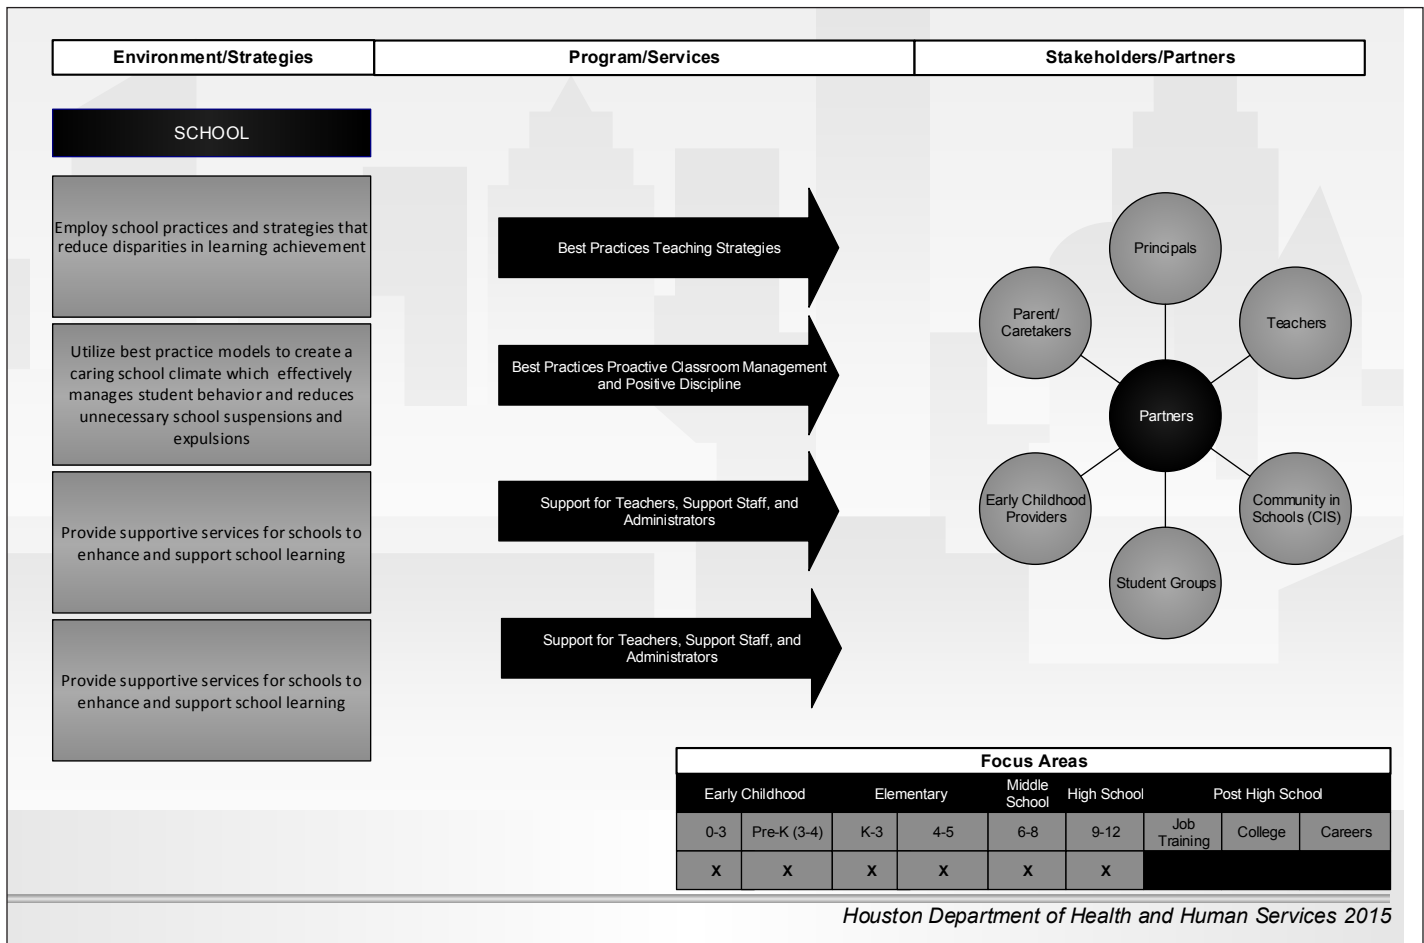 Environment/Strategies
Program/Services
Stakeholders/Partners
SCHOOL
Employ school practices and strategies that
reduce disparities in learning achievement
Utilize best practice models to create a
caring school climate which effectively
manages student behavior and reduces
unnecessary school suspensions and
expulsions
Provide supportive services for schools to
enhance and support school learning
Provide supportive services for schools to
enhance and support school learning
Best Practices Teaching Strategies
Best Practices Proactive Classroom Management
and Positive Discipline
Support for Teachers, Support Staff, and
Administrators
Support for Teachers, Support Staff, and
Administrators
Principals
Parent/
Caretakers
Teachers
Partners
Early Childhood
Providers
Community in
Schools (CIS)
Student Groups
Focus Areas
Early Childhood
Elementary
Middle
School
High School
Post High School
0-3
Pre-K (3-4)
K-3
4-5
6-8
9-12
Job
Training
College
Careers
X
X
X
X
X
X
Houston Department of Health and Human Services 2015